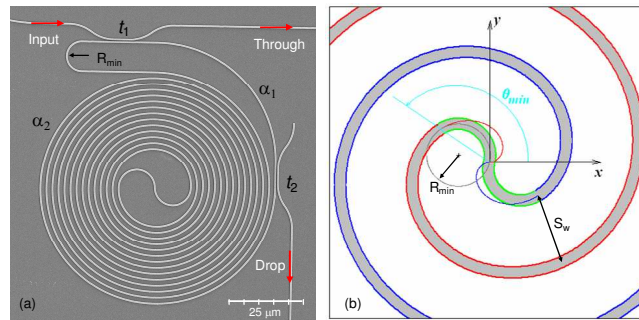 Input
t1
Through
Rmin
α1
α2
t2
Drop
(a)
25 μm
y
θmin
x
Rmin
Sw
(b)